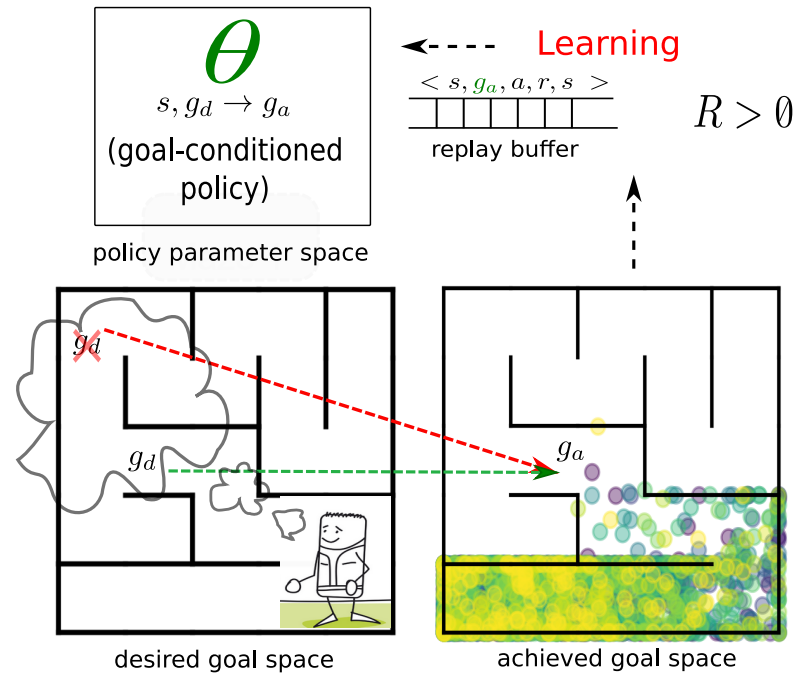 θ
s, g_d → g_a
(goal-conditioned
policy)
policy parameter space
Learning
< s, g_a, a, r, s >
replay buffer
R > ∅
g_d
g_d
g_a
desired goal space
achieved goal space